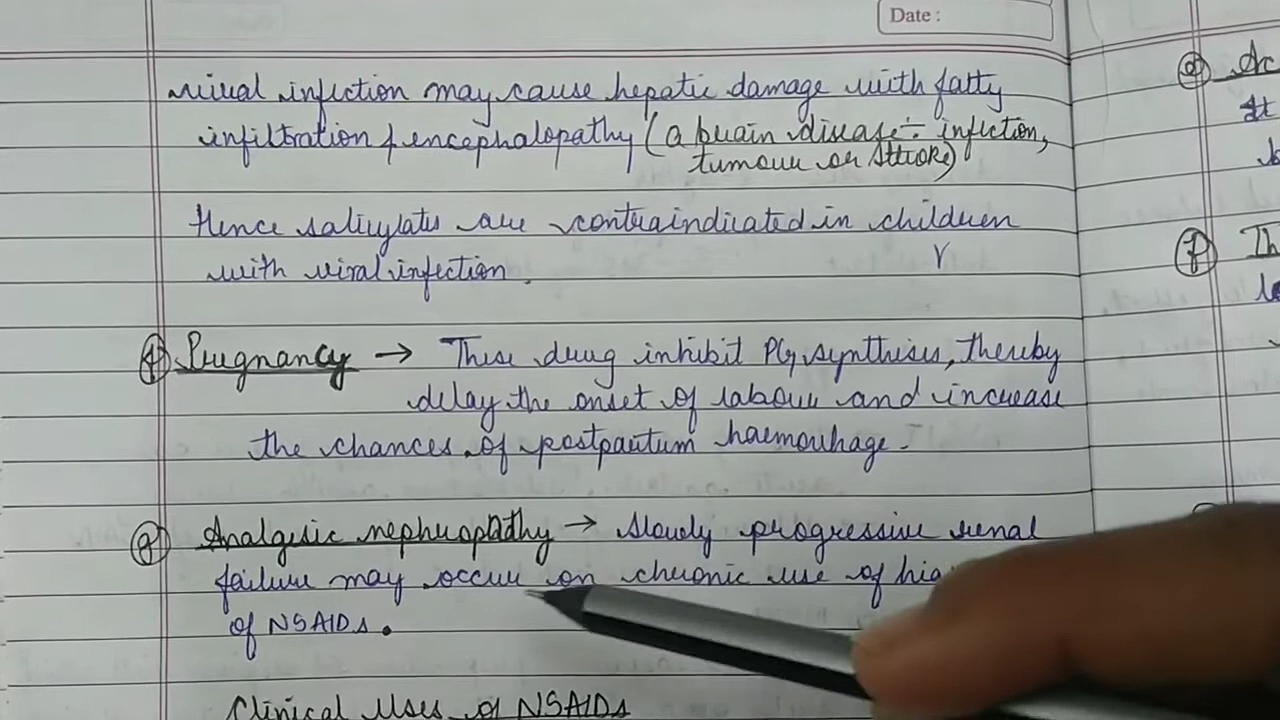 Date :
viral infection may cause hepatic damage with fatty
infiltration & encephalopathy (a brain disease :- infection,
tumour or stroke)
Hence salicylates are contraindicated in children
with viral infection.
(f) Pregnancy → These drug inhibit PG synthesis, thereby
delay the onset of labour and increase
the chances of postpartum haemorrhage.
(g) Analgesic nephropathy → Slowly progressive renal
failure may occur on chronic use of
of NSAIDs.
Clinical Uses of NSAIDs
(f) Th